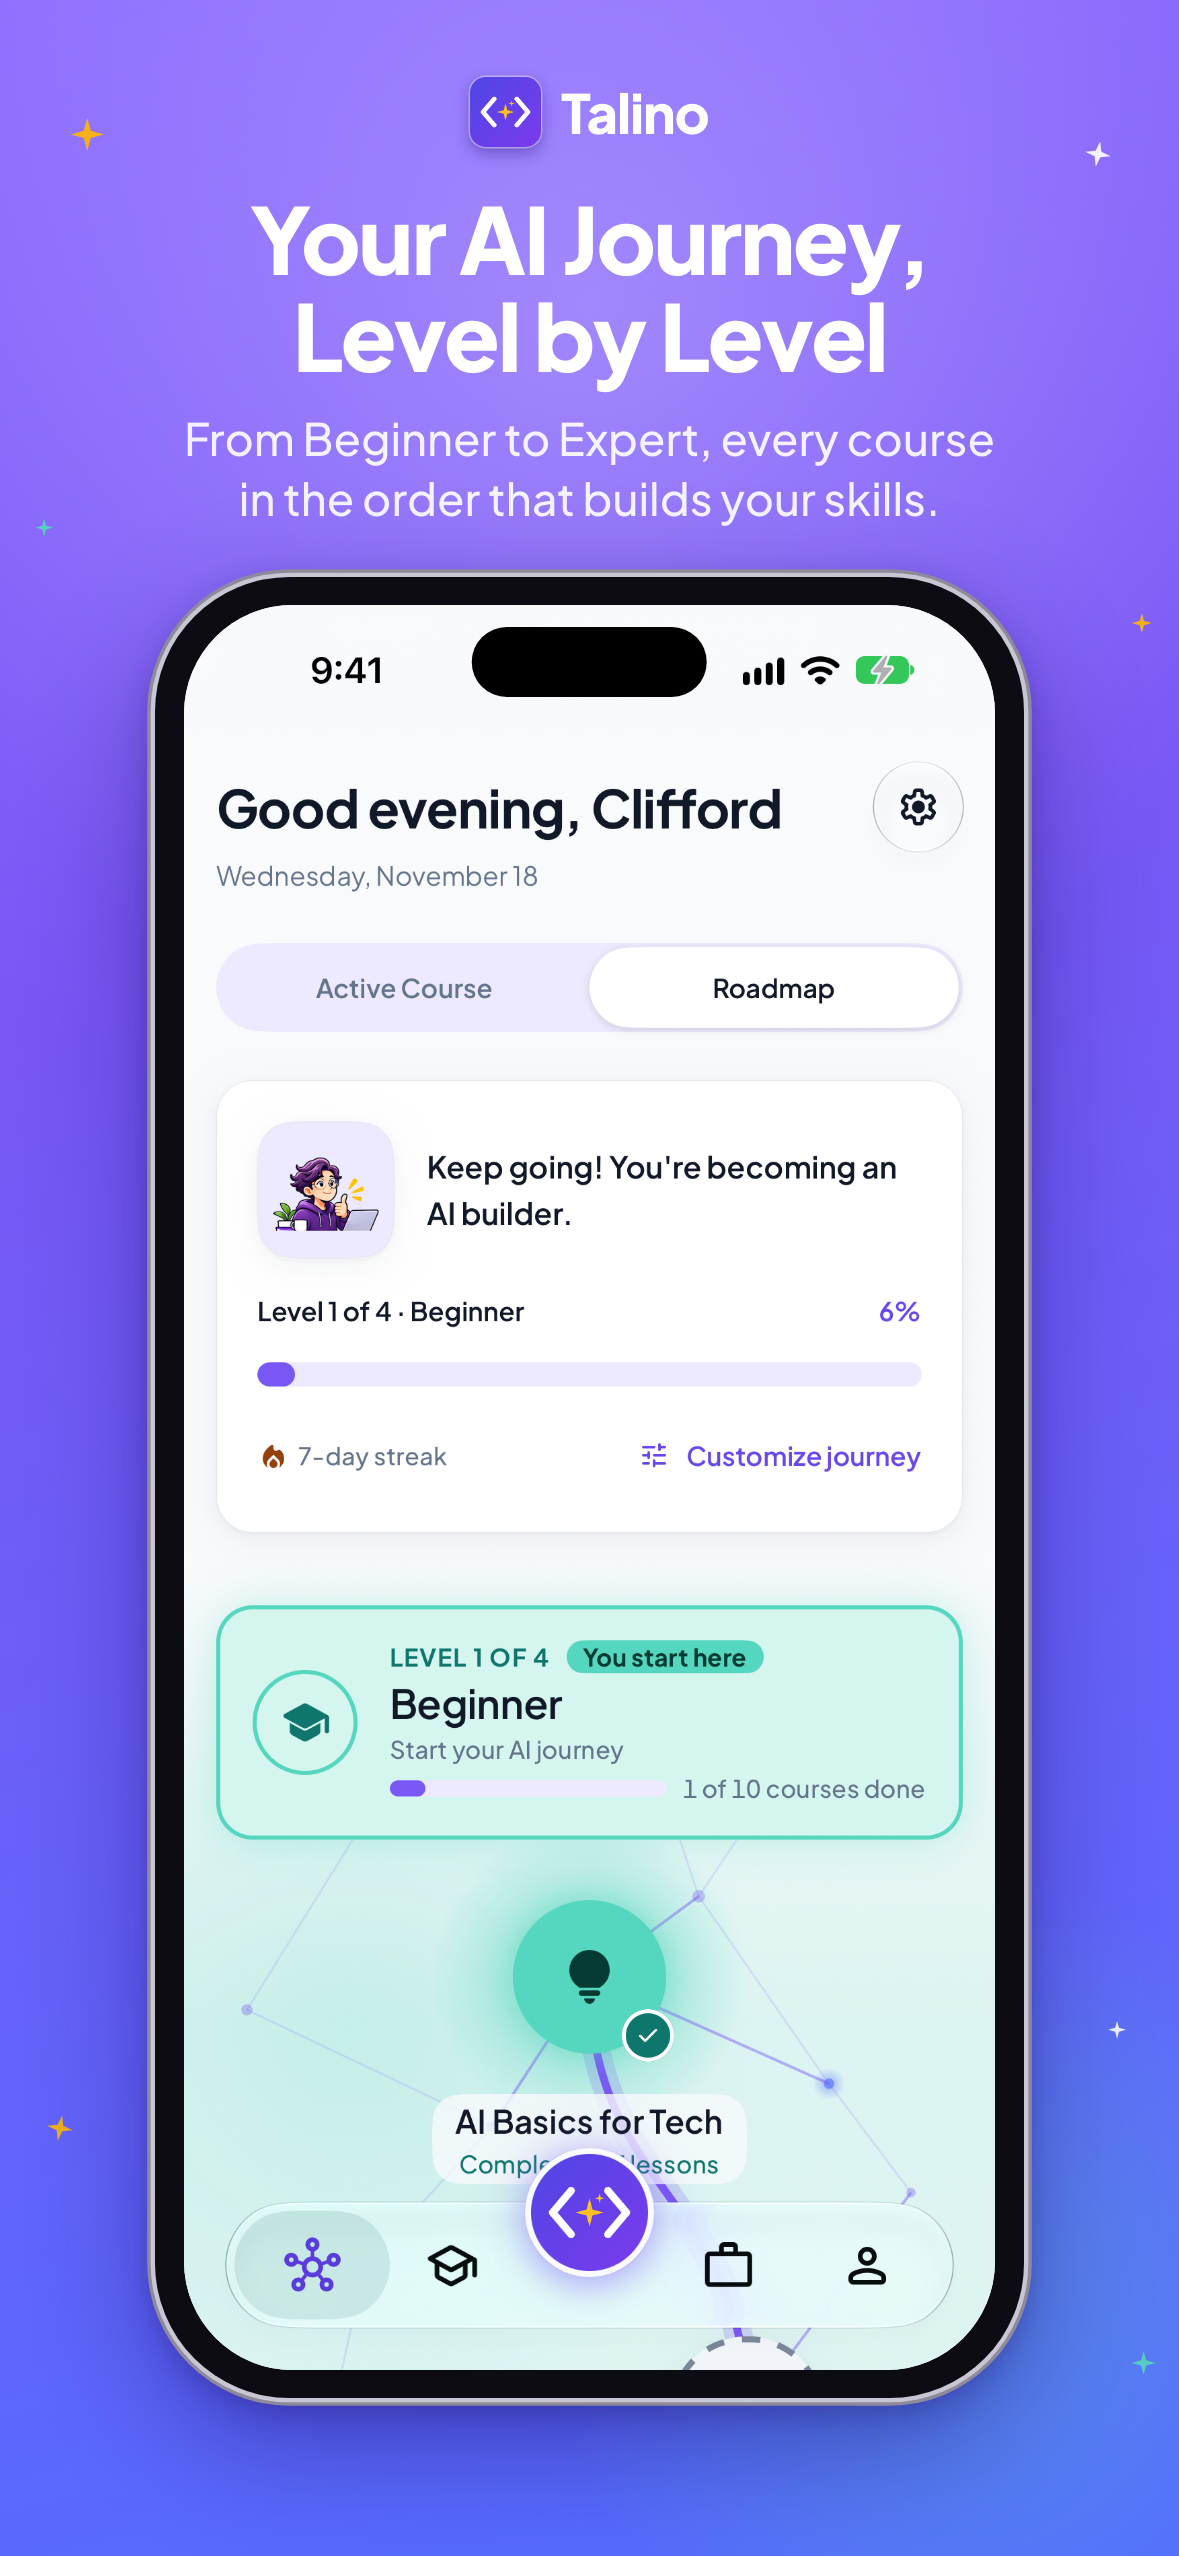 Talino
Your AI Journey,
Level by Level
From Beginner to Expert, every course
in the order that builds your skills.
9:41
Good evening, Clifford
Wednesday, November 18
Active Course
Roadmap
Keep going! You're becoming an
AI builder.
Level 1 of 4 · Beginner
6%
7-day streak
Customize journey
LEVEL 1 OF 4
You start here
Beginner
Start your AI journey
1 of 10 courses done
AI Basics for Tech
lessons